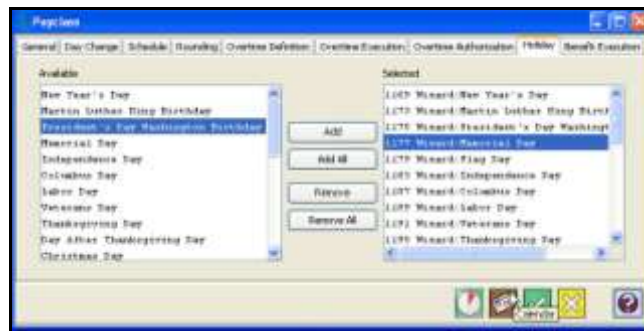 Payclass
General Day Change Schedule Rounding Overtime Definition Overtime Execution Overtime Authorization Holiday Benefit Execution
Available Selected
New Year's Day
Martin Luther King Birthday
President's Day Washington Birthday
Memorial Day
Independence Day
Columbus Day
Labor Day
Veterans Day
Thanksgiving Day
Day After Thanksgiving Day
Christmas Day
Add
Add All
Remove
Remove All
Wizard:New Year's Day
Wizard:Martin Luther King Birth
Wizard:President's Day Washingt
1177 Wizard:Memorial Day
1179 Wizard:Flag Day
Wizard:Independence Day
Wizard:Columbus Day
Wizard:Labor Day
1191 Wizard:Veterans Day
Wizard:Thanksgiving Day
Calendar